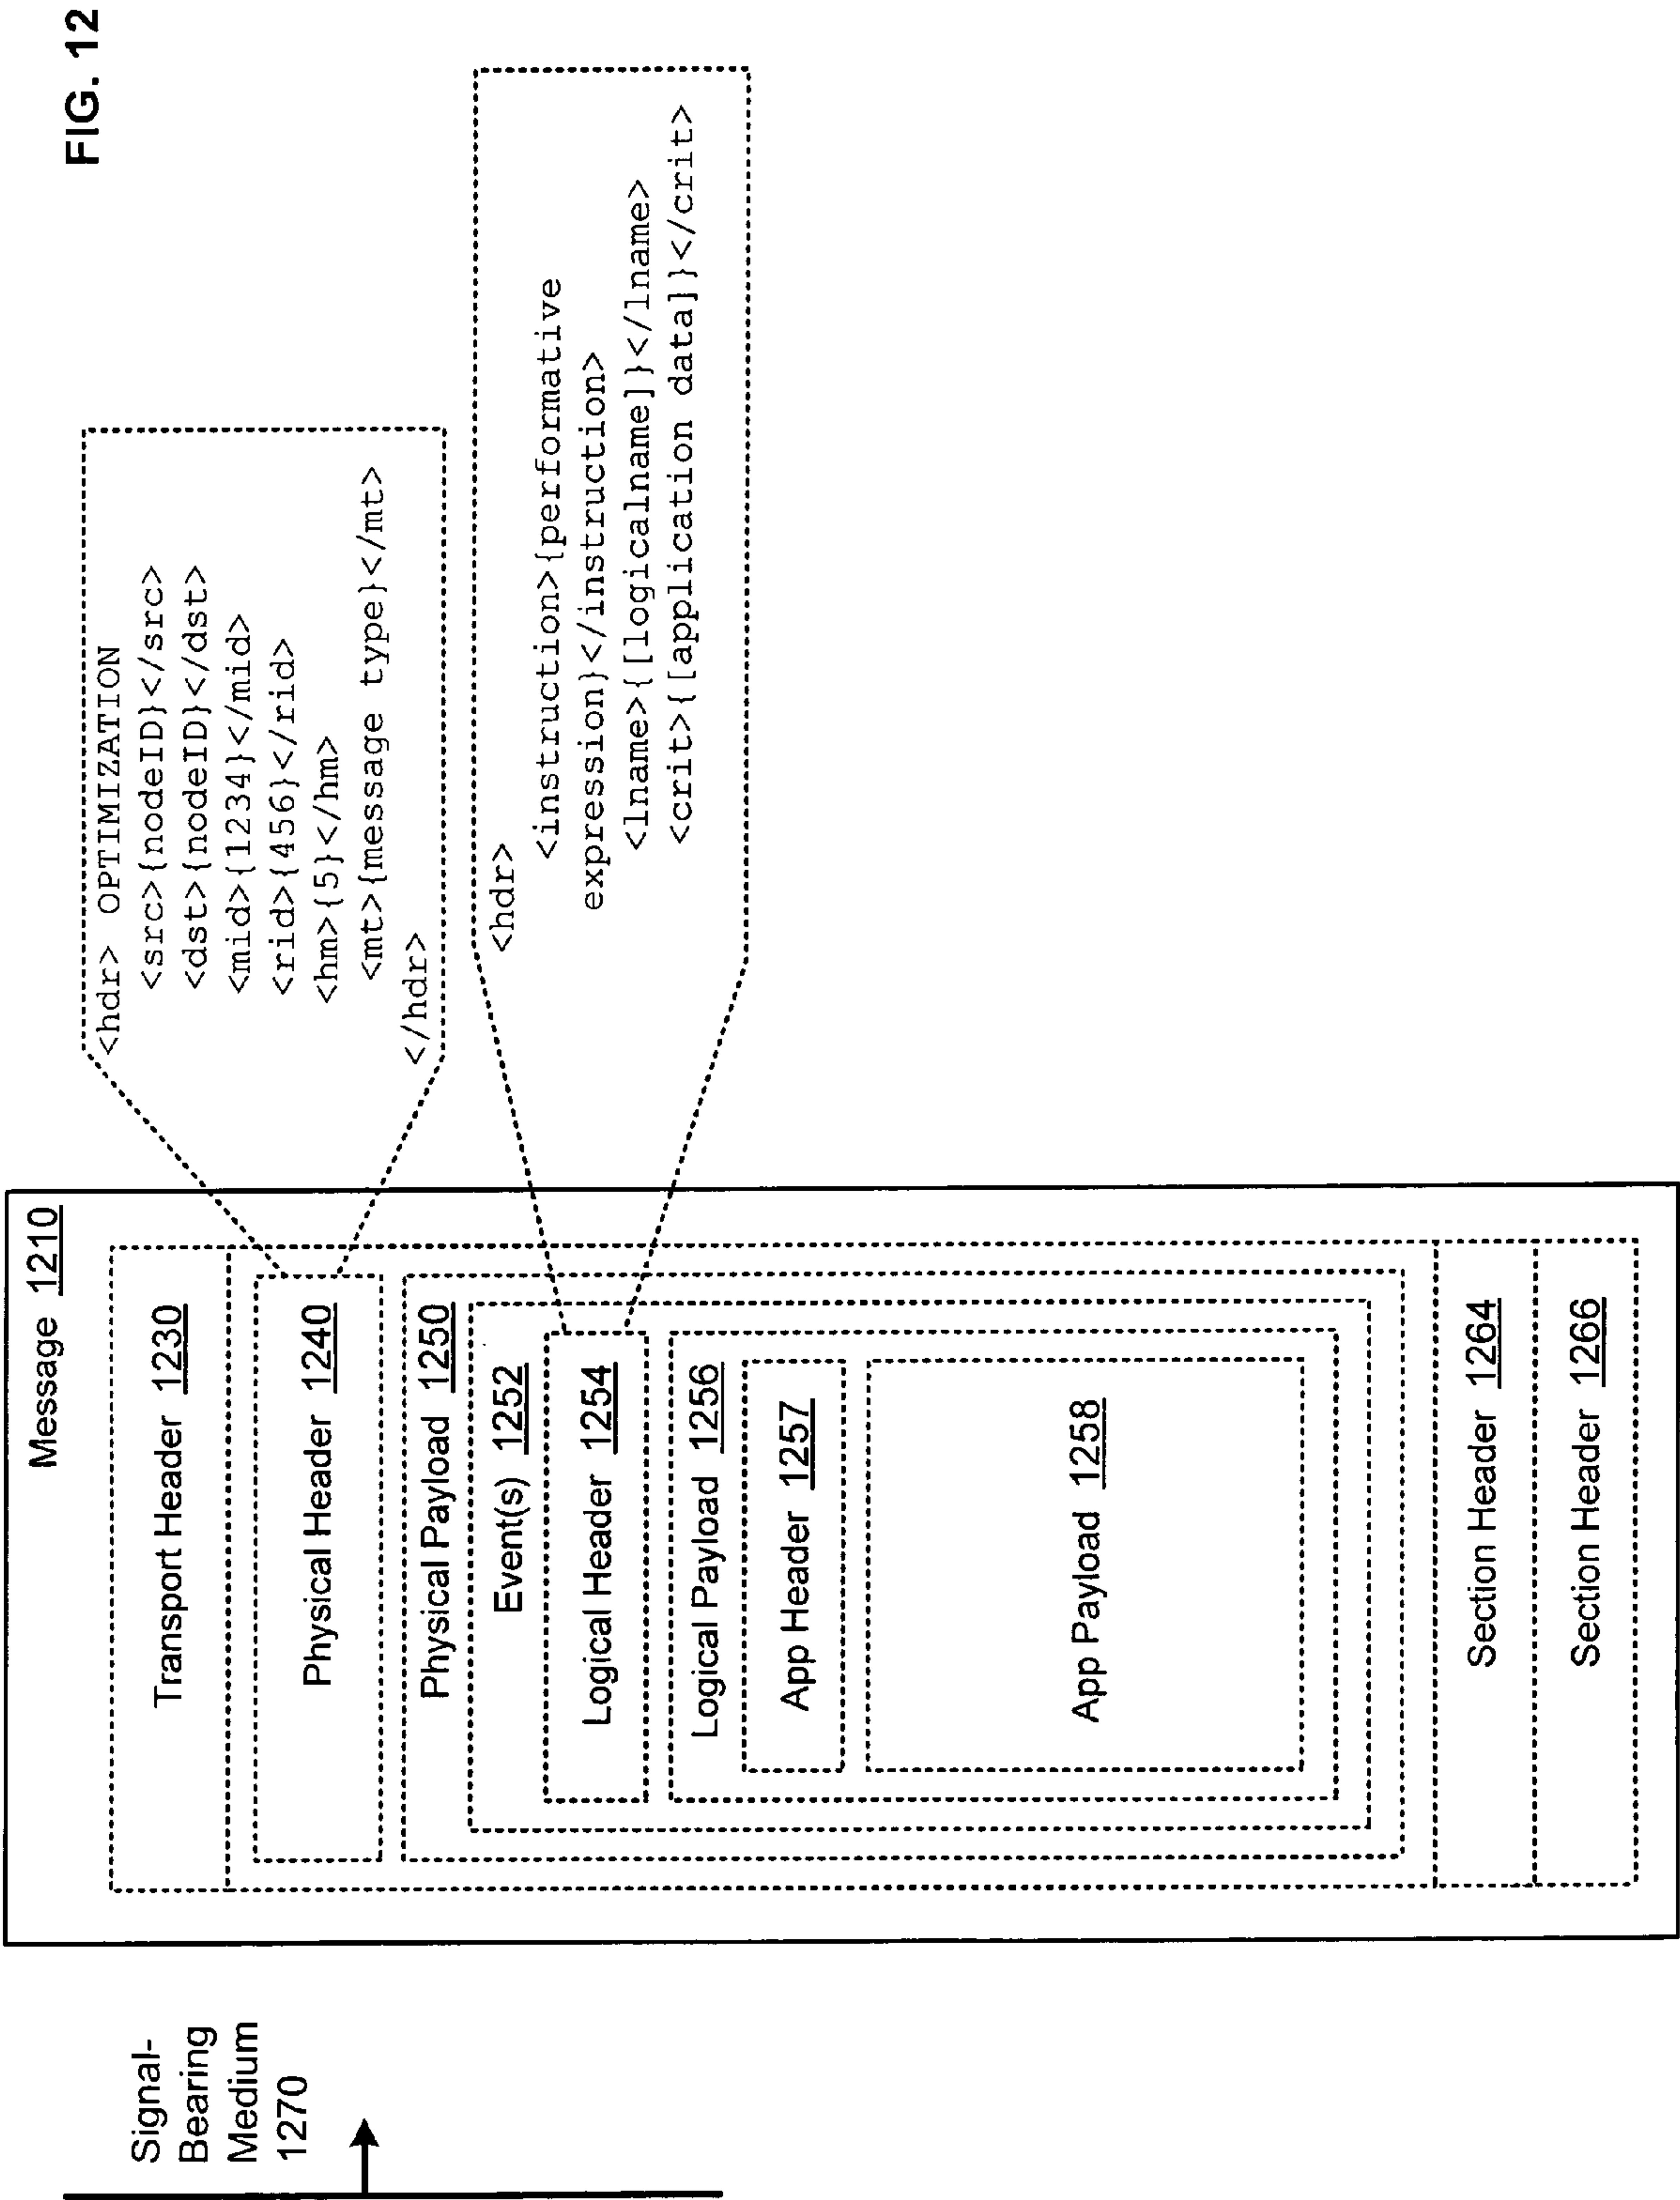 FIG. 12
Signal-
Bearing
Medium
1270
Message 1210
Transport Header 1230
Physical Header 1240
Physical Payload 1250
Event(s) 1252
Logical Header 1254
Logical Payload 1256
App Header 1257
App Payload 1258
Section Header 1264
Section Header 1266
<hdr> OPTIMIZATION
<src>{nodeID}</src>
<dst>{nodeID}</dst>
<mid>{1234}</mid>
<rid>{456}</rid>
<hm>{5}</hm>
<mt>{message type}</mt>
</hdr>
<hdr>
<instruction>{performative
expression}</instruction>
<lname>{[logicalname]}</lname>
<crit>{[application data]}</crit>